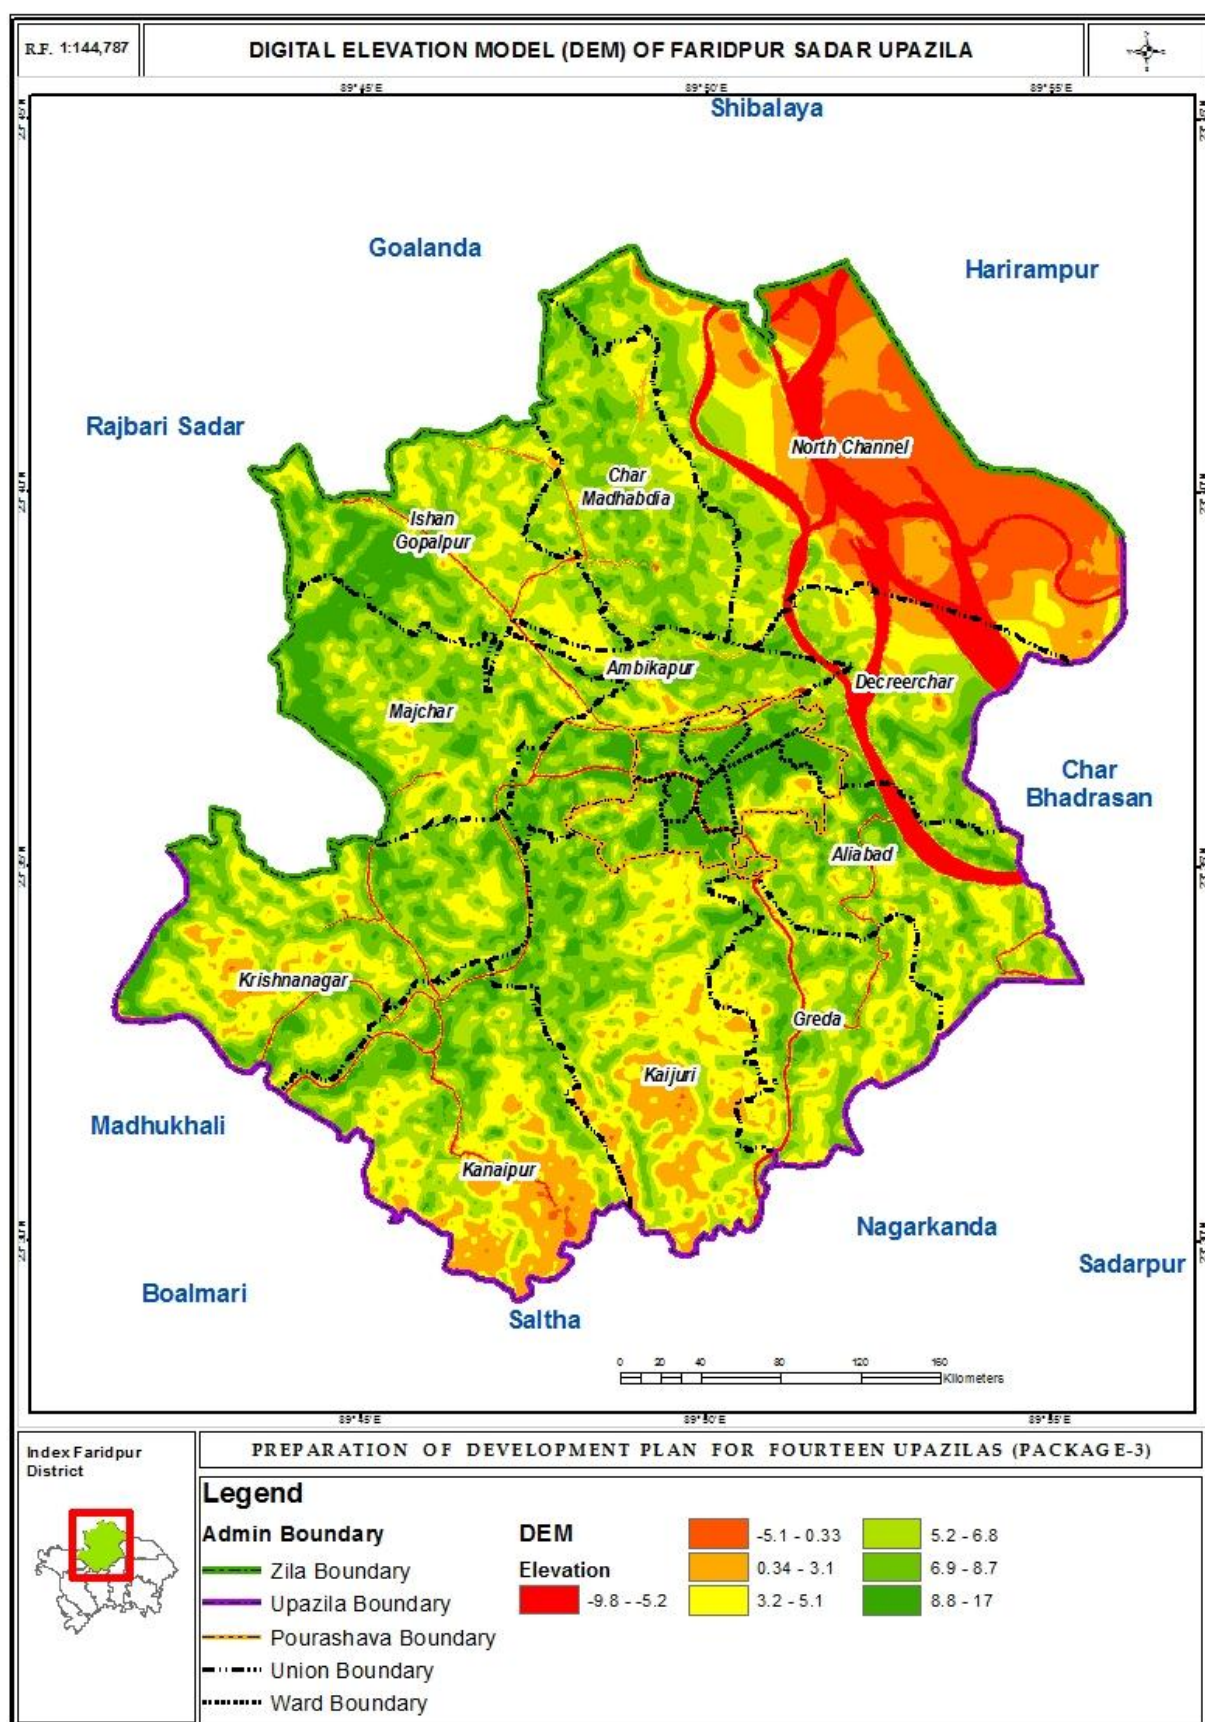 R.F. 1:144,787
DIGITAL ELEVATION MODEL (DEM) OF FARIDPUR SADAR UPAZILA
89°45'E
89°50'E
89°55'E
Shibalaya
Goalanda
Harirampur
Rajbari Sadar
North Channel
Char
Madhabdia
Ishan
Gopalpur
Ambikapur
Decreerchar
Majchar
Char
Bhadrasan
Aliabad
Krishnanagar
Greda
Kaijuri
Madhukhali
Kanaipur
Nagarkanda
Sadarpur
Boalmari
Saltha
0 20 40 80 120 160
Kilometers
89°45'E
89°50'E
89°55'E
Index Faridpur
District
PREPARATION OF DEVELOPMENT PLAN FOR FOURTEEN UPAZILAS (PACKAGE-3)
Legend
Admin Boundary
Zila Boundary
Upazila Boundary
Pourashava Boundary
Union Boundary
Ward Boundary
DEM
Elevation
-9.8 - -5.2
-5.1 - 0.33
0.34 - 3.1
3.2 - 5.1
5.2 - 6.8
6.9 - 8.7
8.8 - 17